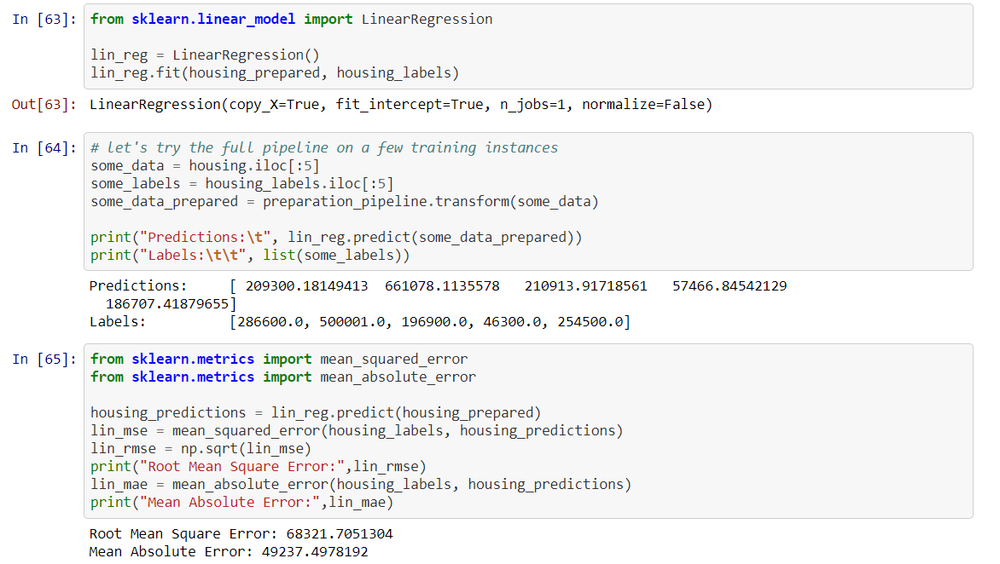 In [63]: from sklearn.linear_model import LinearRegression
lin_reg = LinearRegression()
lin_reg.fit(housing_prepared, housing_labels)
Out[63]: LinearRegression(copy_X=True, fit_intercept=True, n_jobs=1, normalize=False)
In [64]: # let's try the full pipeline on a few training instances
some_data = housing.iloc[:5]
some_labels = housing_labels.iloc[:5]
some_data_prepared = preparation_pipeline.transform(some_data)
print("Predictions:\t", lin_reg.predict(some_data_prepared))
print("Labels:\t\t", list(some_labels))
Predictions:     [ 209300.18149413  661078.1135578   210913.91718561   57466.84542129
  186707.41879655]
Labels:          [286600.0, 500001.0, 196900.0, 46300.0, 254500.0]
In [65]: from sklearn.metrics import mean_squared_error
from sklearn.metrics import mean_absolute_error
housing_predictions = lin_reg.predict(housing_prepared)
lin_mse = mean_squared_error(housing_labels, housing_predictions)
lin_rmse = np.sqrt(lin_mse)
print("Root Mean Square Error:",lin_rmse)
lin_mae = mean_absolute_error(housing_labels, housing_predictions)
print("Mean Absolute Error:",lin_mae)
Root Mean Square Error: 68321.7051304
Mean Absolute Error: 49237.4978192